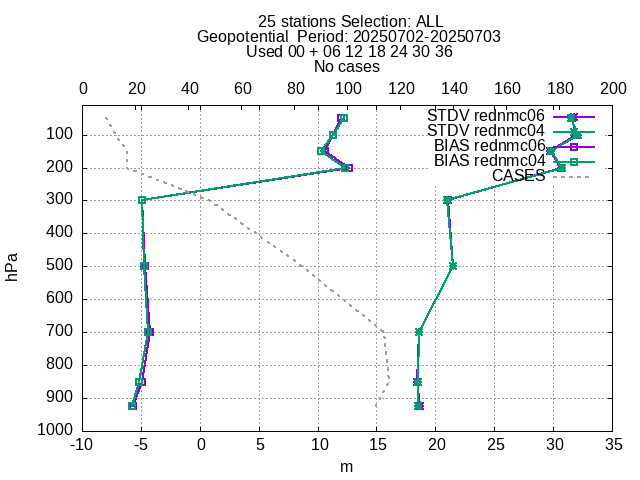 25 stations Selection: ALL
Geopotential  Period: 20250702-20250703
Used 00 + 06 12 18 24 30 36
No cases
0 20 40 60 80 100 120 140 160 180 200
STDV rednmc06
STDV rednmc04
BIAS rednmc06
BIAS rednmc04
CASES
100
200
300
400
500
600
700
800
900
1000
hPa
-10 -5 0 5 10 15 20 25 30 35
m